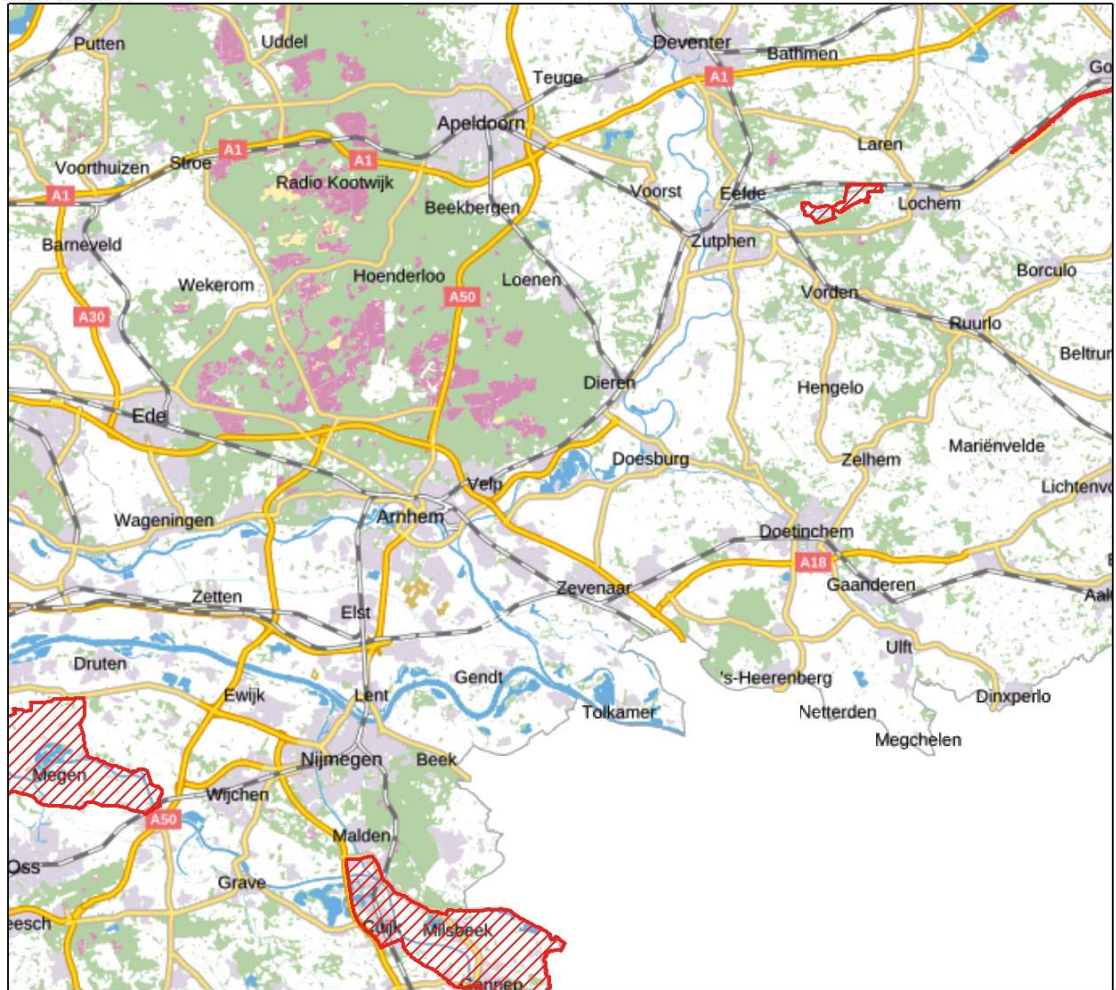 Putten
Uddel
Deventer
Bathmen
Go
Teuge
A1
Apeldoorn
Laren
A1
Voorthuizen
Stroe
A1
Radio Kootwijk
A1
Voorst
Eefde
Lochem
Beekbergen
Barneveld
Zutphen
Wekerom
Hoenderloo
Loenen
Borculo
A50
Vorden
A30
Ruurlo
Beltrum
Dieren
Hengelo
Ede
Mariënvelde
Doesburg
Zelhem
Velp
Lichtenvo
Wageningen
Arnhem
Doetinchem
A18
Zetten
Zevenaar
Gaanderen
Aal
Elst
Ulft
Druten
Gendt
's-Heerenberg
Ewijk
Lent
Dinxperlo
Tolkamer
Netterden
Megchelen
Nijmegen
Beek
Megen
Wijchen
A50
Malden
Oss
Grave
eesch
Cuijk
Milsbeek
Gennep